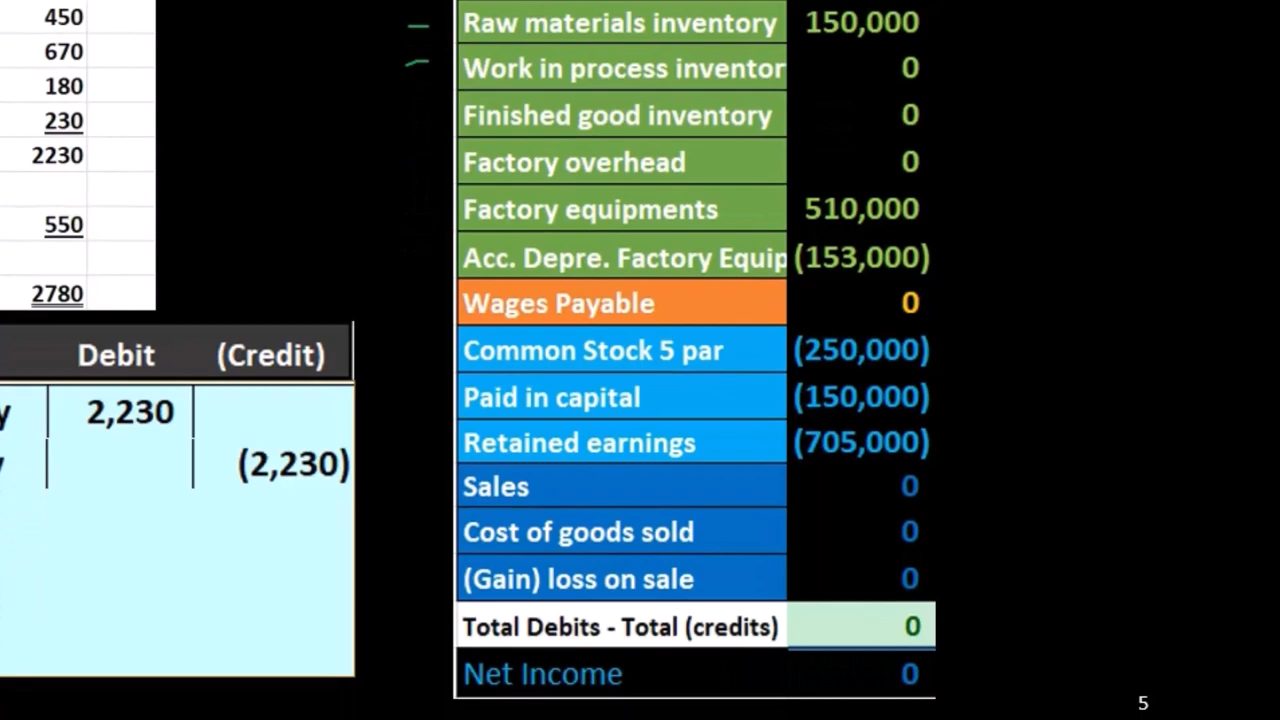 450
670
180
230
2230
550
2780
Debit (Credit)
y 2,230
y (2,230)
Raw materials inventory 150,000
Work in process inventor 0
Finished good inventory 0
Factory overhead 0
Factory equipments 510,000
Acc. Depre. Factory Equip (153,000)
Wages Payable 0
Common Stock 5 par (250,000)
Paid in capital (150,000)
Retained earnings (705,000)
Sales 0
Cost of goods sold 0
(Gain) loss on sale 0
Total Debits - Total (credits) 0
Net Income 0
5